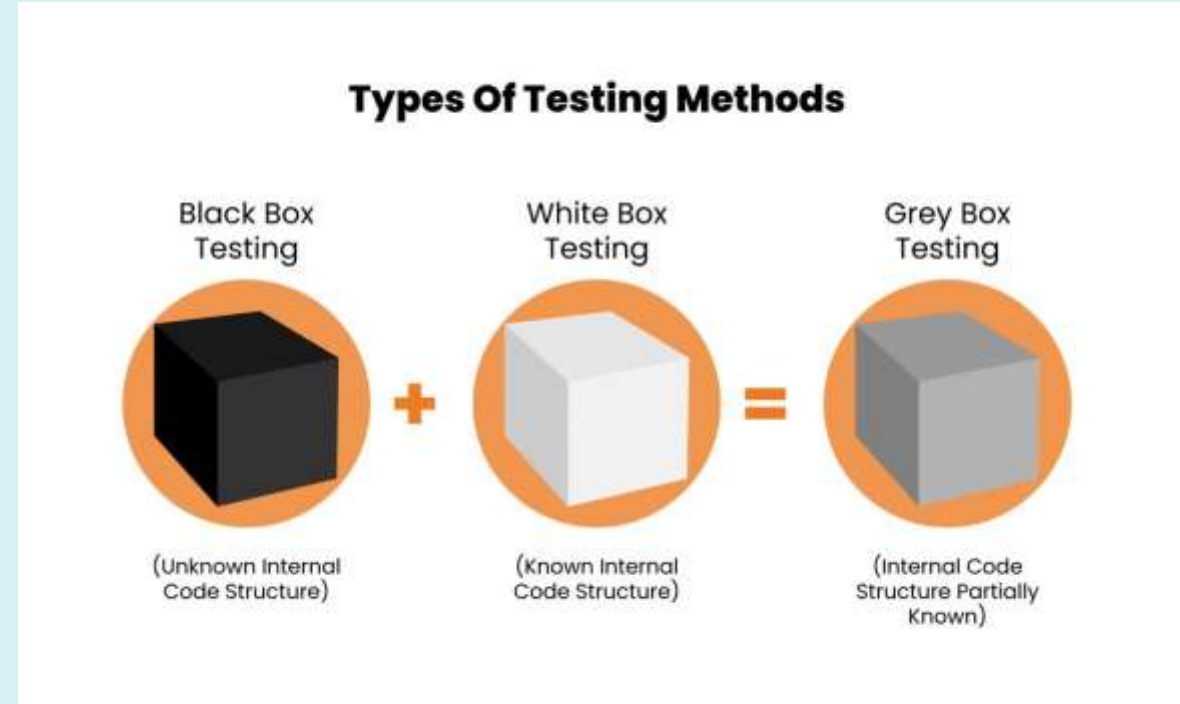 Types Of Testing Methods
Black Box
Testing
White Box
Testing
Grey Box
Testing
+
=
(Unknown Internal
Code Structure)
(Known Internal
Code Structure)
(Internal Code
Structure Partially
Known)